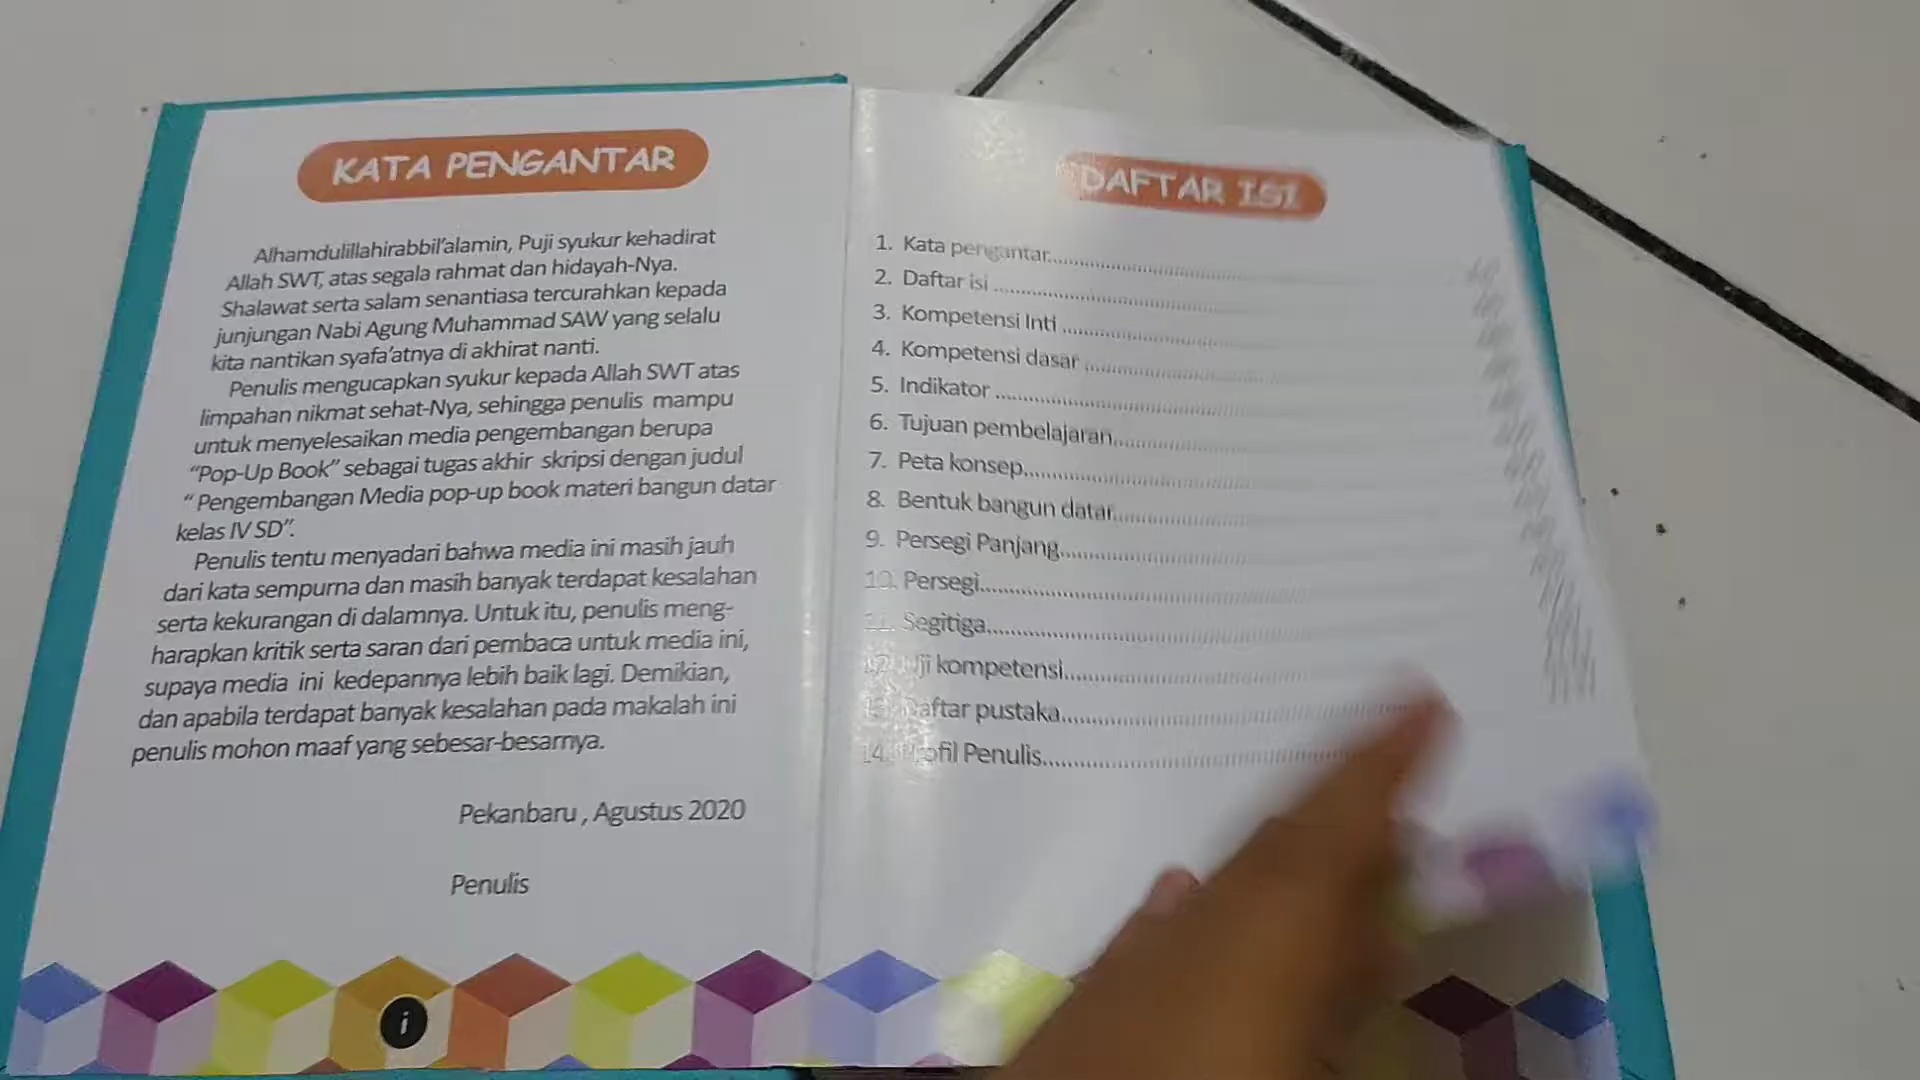 KATA PENGANTAR
Alhamdulillahirabbil'alamin, Puji syukur kehadirat
Allah SWT, atas segala rahmat dan hidayah-Nya.
Shalawat serta salam senantiasa tercurahkan kepada
junjungan Nabi Agung Muhammad SAW yang selalu
kita nantikan syafa'atnya di akhirat nanti.
Penulis mengucapkan syukur kepada Allah SWT atas
limpahan nikmat sehat-Nya, sehingga penulis mampu
untuk menyelesaikan media pengembangan berupa
"Pop-Up Book" sebagai tugas akhir skripsi dengan judul
" Pengembangan Media pop-up book materi bangun datar
kelas IV SD".
Penulis tentu menyadari bahwa media ini masih jauh
dari kata sempurna dan masih banyak terdapat kesalahan
serta kekurangan di dalamnya. Untuk itu, penulis meng-
harapkan kritik serta saran dari pembaca untuk media ini,
supaya media ini kedepannya lebih baik lagi. Demikian,
dan apabila terdapat banyak kesalahan pada makalah ini
penulis mohon maaf yang sebesar-besarnya.
Pekanbaru , Agustus 2020
Penulis
i
DAFTAR ISI
1. Kata pengantar
2. Daftar isi
3. Kompetensi Inti
4. Kompetensi dasar
5. Indikator
6. Tujuan pembelajaran
7. Peta konsep
8. Bentuk bangun datar
9. Persegi Panjang
10. Persegi
11. Segitiga
12. Uji kompetensi
13. Daftar pustaka
14. Profil Penulis